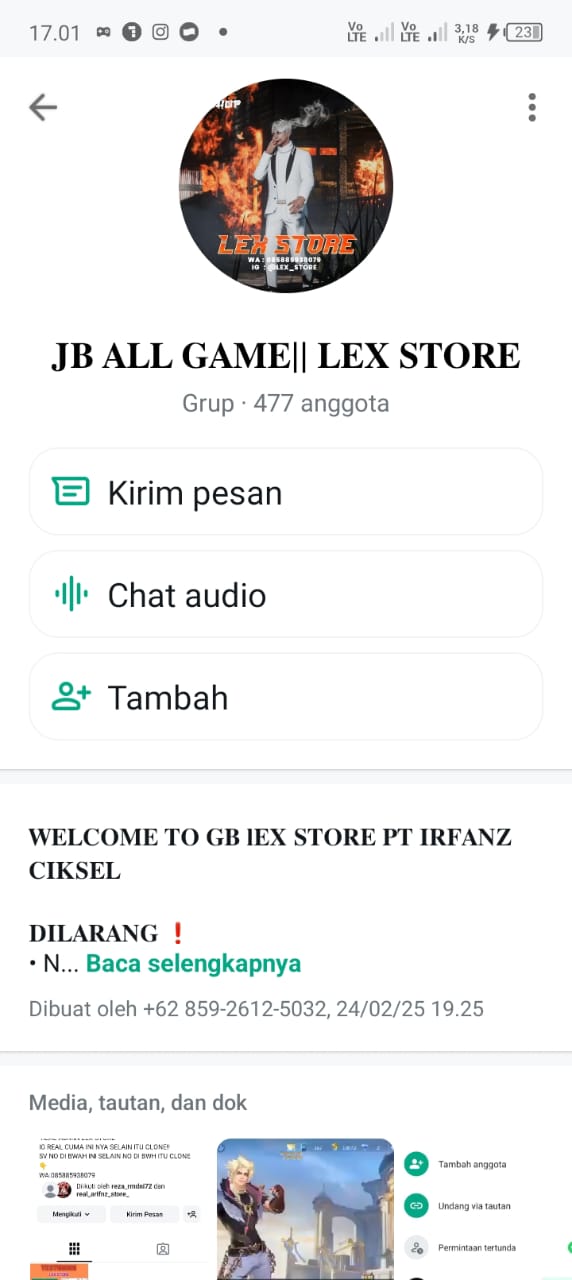 17.01
Vo LTE Vo LTE 3,18 K/S 23
LEX STORE
WA : 085885938079
IG : @LEX_STORE
JB ALL GAME|| LEX STORE
Grup · 477 anggota
Kirim pesan
Chat audio
Tambah
WELCOME TO GB lEX STORE PT IRFANZ
CIKSEL
DILARANG ❗
• N... Baca selengkapnya
Dibuat oleh +62 859-2612-5032, 24/02/25 19.25
Media, tautan, dan dok
IG REAL CUMA INI NYA SELAIN ITU CLONE!!
SV NO DI BWAH INI SELAIN NO DI BWH ITU CLONE
👇
WA:085885938079
Diikuti oleh reza_rmdni72 dan
real_arifnz_store_
Mengikuti
Kirim Pesan
Tambah anggota
Undang via tautan
Permintaan tertunda